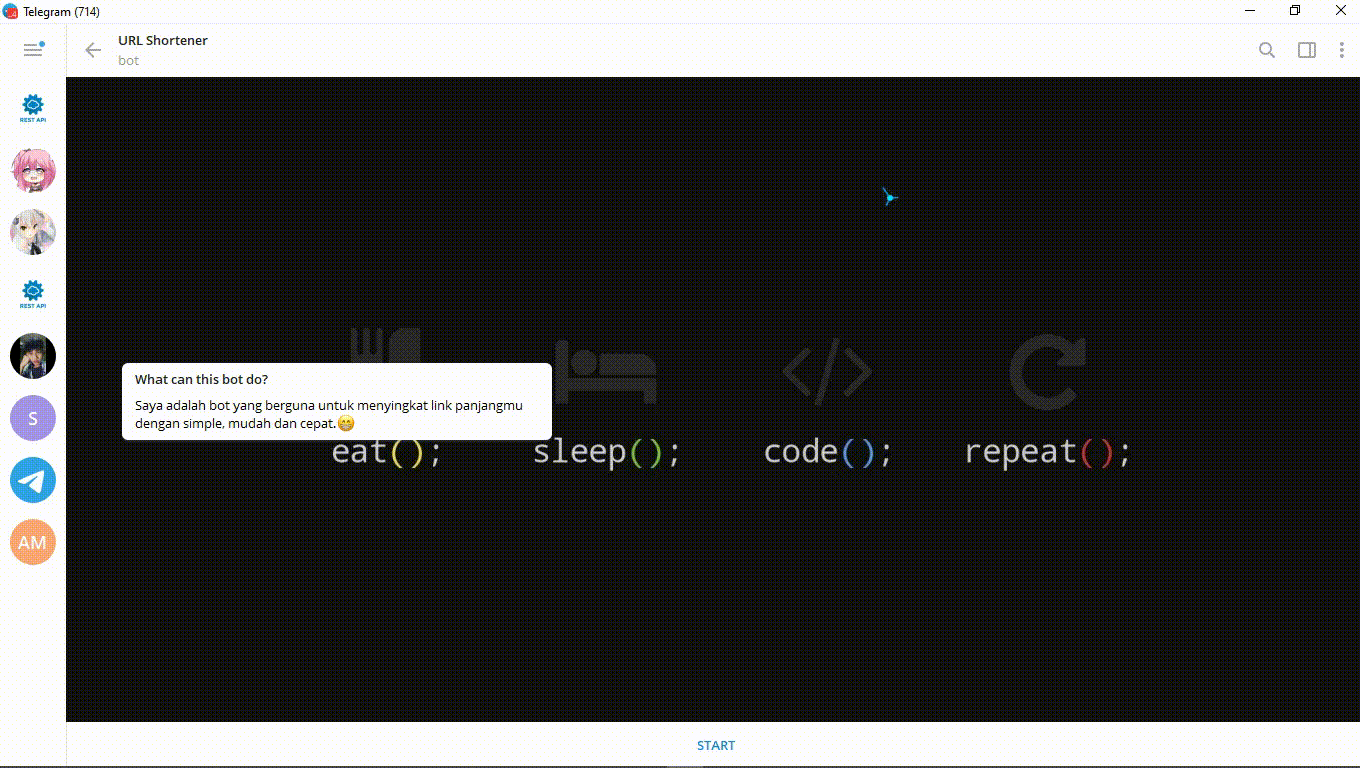 Telegram (714)
URL Shortener
bot
REST API
REST API
What can this bot do?
Saya adalah bot yang berguna untuk menyingkat link panjangmu
dengan simple, mudah dan cepat.😁
eat(); sleep(); code(); repeat();
S
AM
START